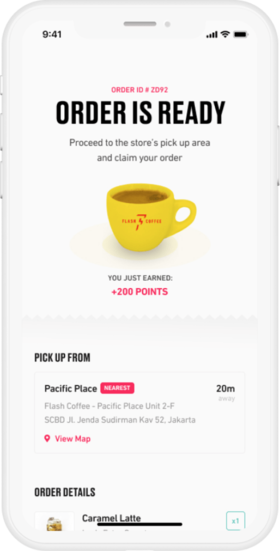 9:41
ORDER ID # ZD92
ORDER IS READY
Proceed to the store's pick up area
and claim your order
FLASH COFFEE
YOU JUST EARNED:
+200 POINTS
PICK UP FROM
Pacific Place NEAREST 20m
Flash Coffee - Pacific Place Unit 2-F away
SCBD Jl. Jenda Sudirman Kav 52, Jakarta
View Map
ORDER DETAILS
Caramel Latte x1